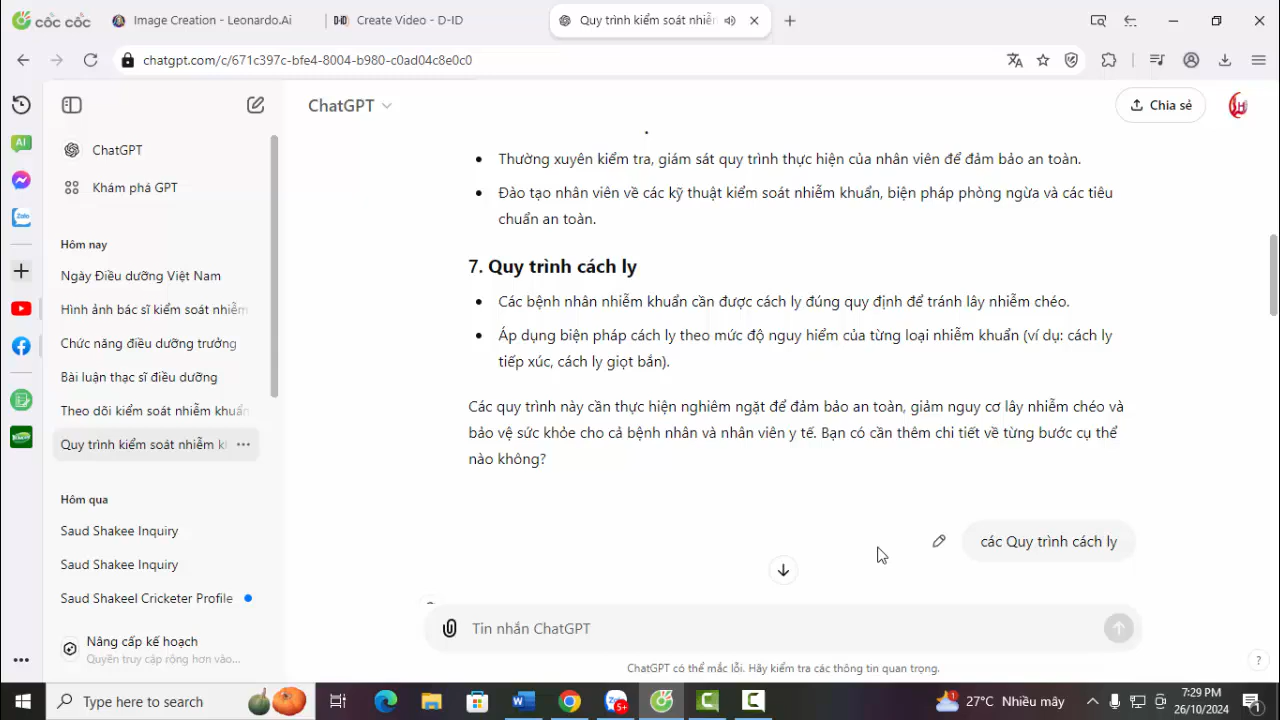 cốc cốc
Image Creation - Leonardo.Ai
D-ID
Create Video - D-ID
Quy trình kiểm soát nhiễm
chatgpt.com/c/671c397c-bfe4-8004-b980-c0ad04c8e0c0
ChatGPT
Chia sẻ
AI
Zalo
ChatGPT
Khám phá GPT
Hôm nay
Ngày Điều dưỡng Việt Nam
Hình ảnh bác sĩ kiểm soát nhiễm
Chức năng điều dưỡng trưởng
Bài luận thạc sĩ điều dưỡng
Theo dõi kiểm soát nhiễm khuẩn
Quy trình kiểm soát nhiễm k
Hôm qua
Saud Shakee Inquiry
Saud Shakee Inquiry
Saud Shakeel Cricketer Profile
Nâng cấp kế hoạch
Quyền truy cập rộng hơn vào...
• Thường xuyên kiểm tra, giám sát quy trình thực hiện của nhân viên để đảm bảo an toàn.
• Đào tạo nhân viên về các kỹ thuật kiểm soát nhiễm khuẩn, biện pháp phòng ngừa và các tiêu
chuẩn an toàn.
7. Quy trình cách ly
• Các bệnh nhân nhiễm khuẩn cần được cách ly đúng quy định để tránh lây nhiễm chéo.
• Áp dụng biện pháp cách ly theo mức độ nguy hiểm của từng loại nhiễm khuẩn (ví dụ: cách ly
tiếp xúc, cách ly giọt bắn).
Các quy trình này cần thực hiện nghiêm ngặt để đảm bảo an toàn, giảm nguy cơ lây nhiễm chéo và
bảo vệ sức khỏe cho cả bệnh nhân và nhân viên y tế. Bạn có cần thêm chi tiết về từng bước cụ thể
nào không?
các Quy trình cách ly
Tin nhắn ChatGPT
ChatGPT có thể mắc lỗi. Hãy kiểm tra các thông tin quan trọng.
?
Type here to search
5+
1
27°C Nhiều mây
7:29 PM
26/10/2024
1